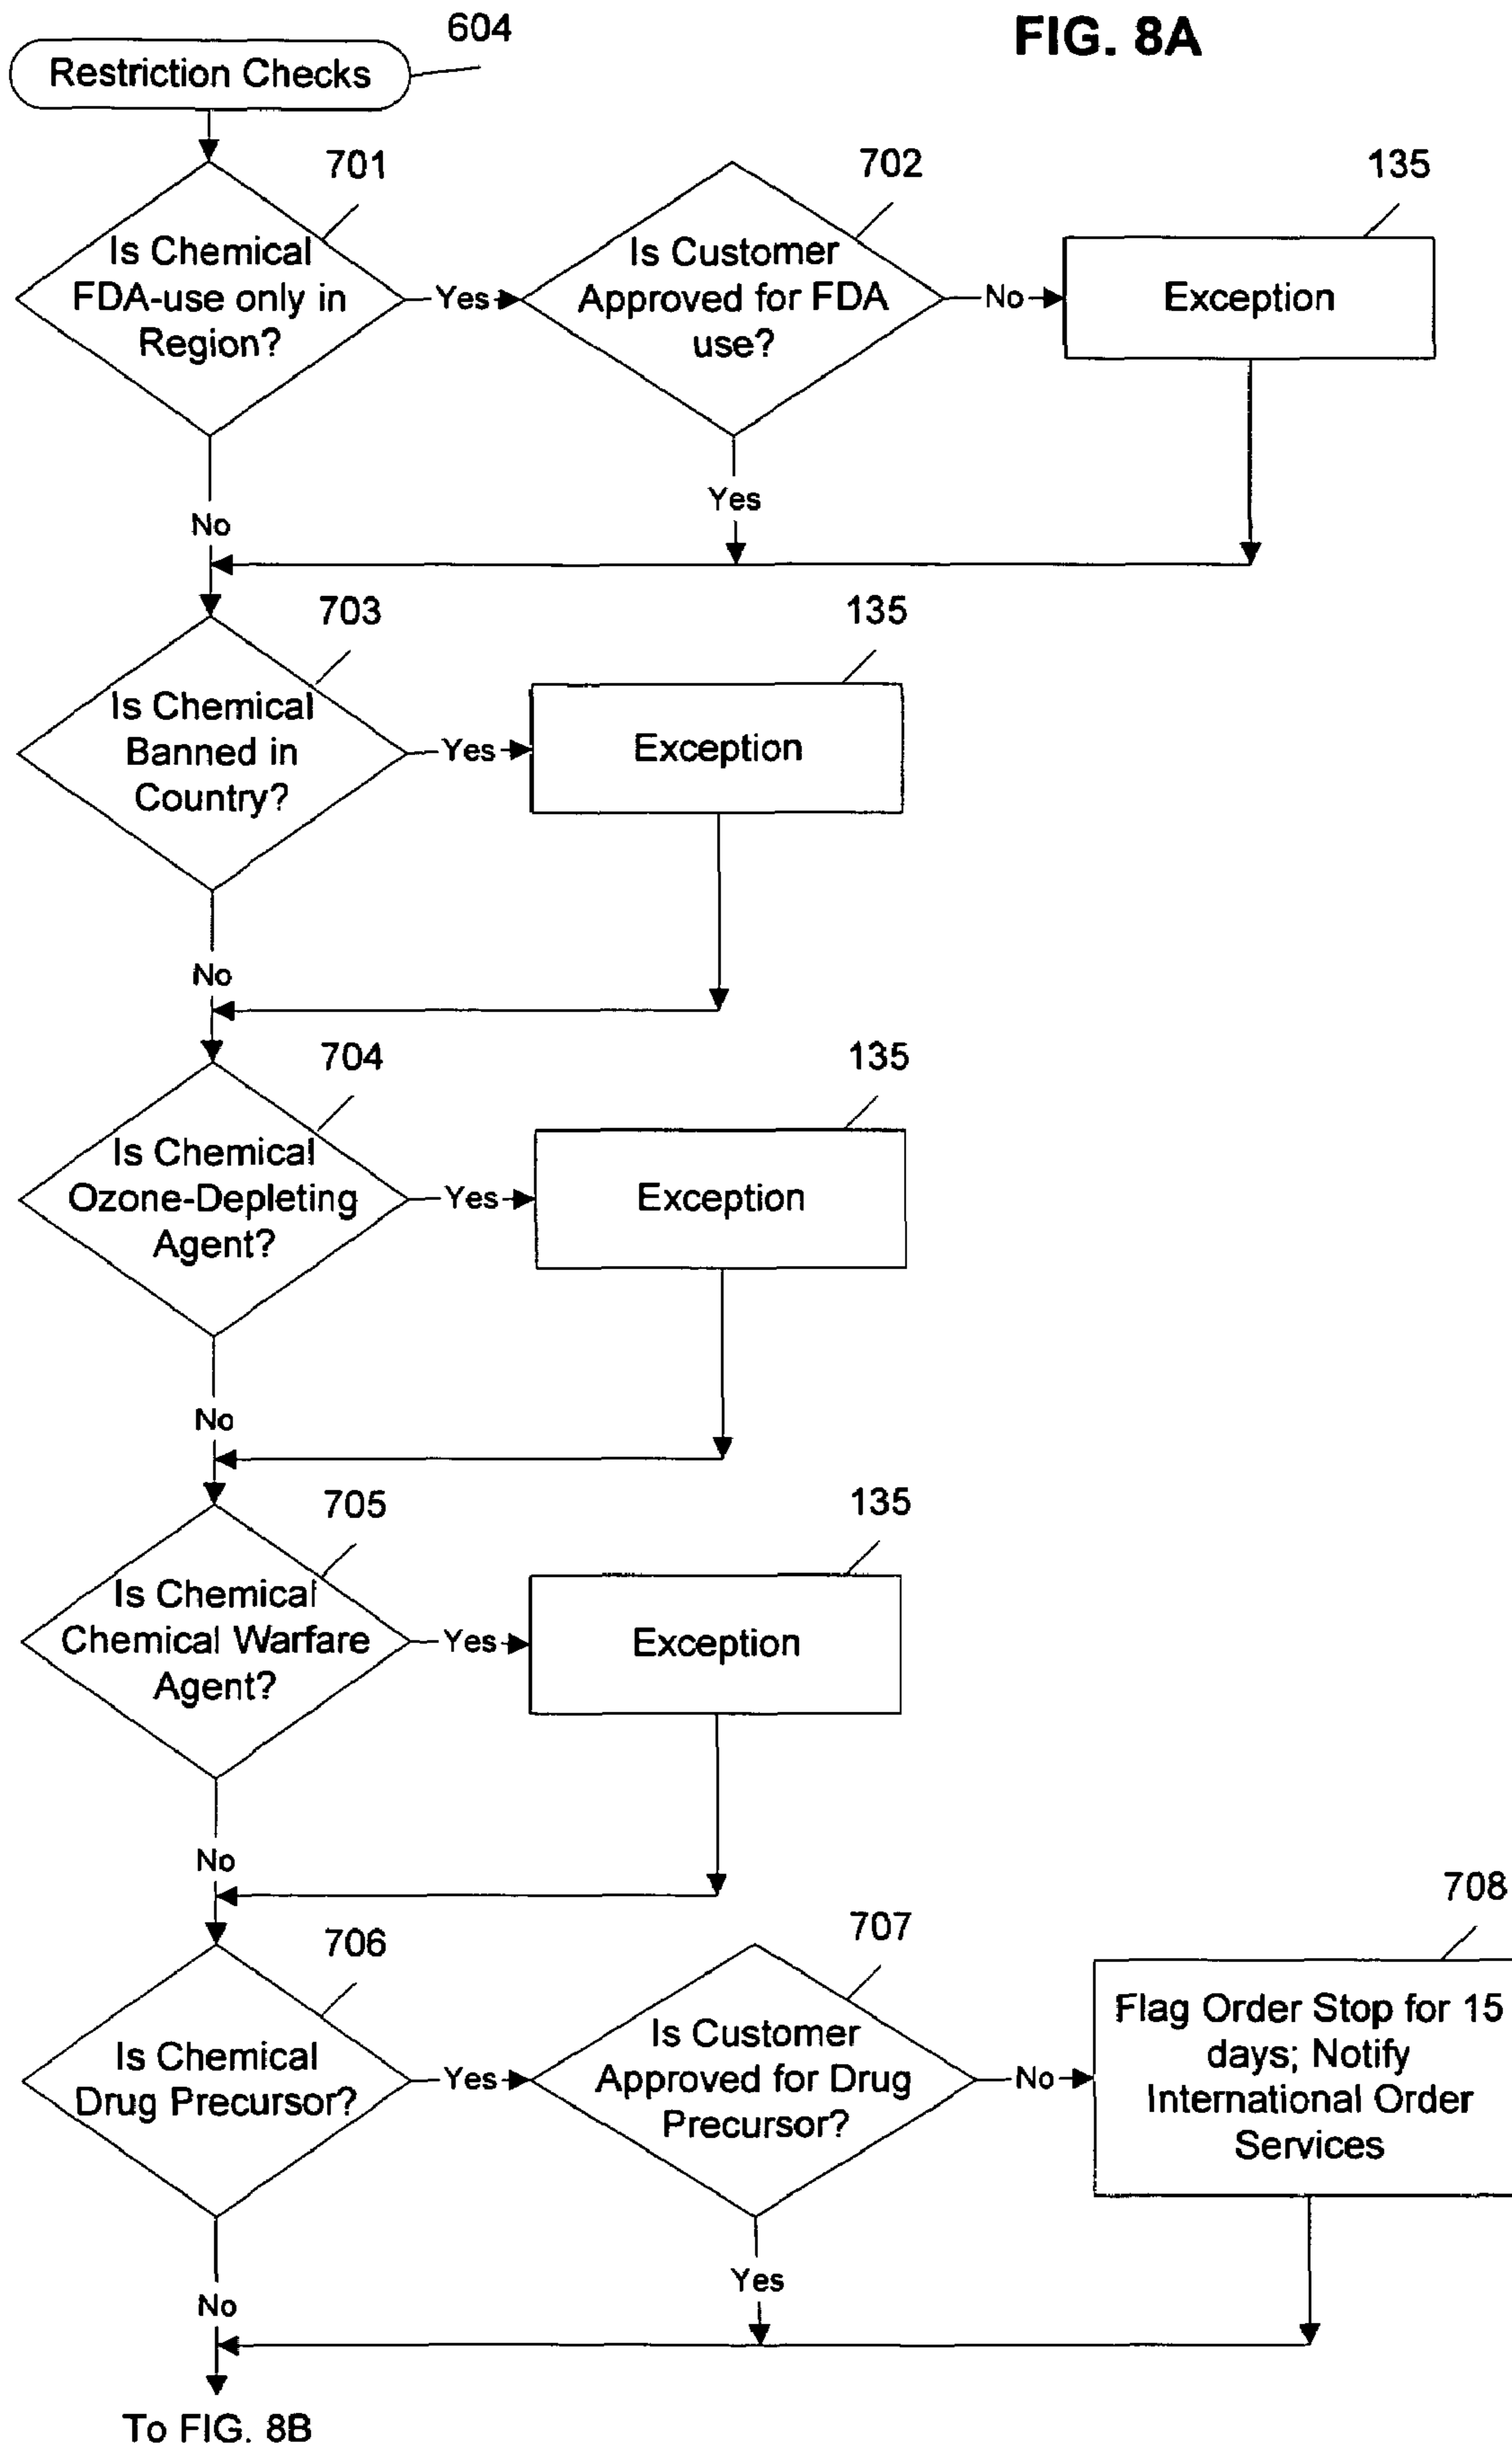 FIG. 8A
604
Restriction Checks
701
Is Chemical
FDA-use only in
Region?
Yes
702
Is Customer
Approved for FDA
use?
No
135
Exception
Yes
No
703
Is Chemical
Banned in
Country?
Yes
135
Exception
No
704
Is Chemical
Ozone-Depleting
Agent?
Yes
135
Exception
No
705
Is Chemical
Chemical Warfare
Agent?
Yes
135
Exception
No
706
Is Chemical
Drug Precursor?
Yes
707
Is Customer
Approved for Drug
Precursor?
No
708
Flag Order Stop for 15
days; Notify
International Order
Services
Yes
No
To FIG. 8B